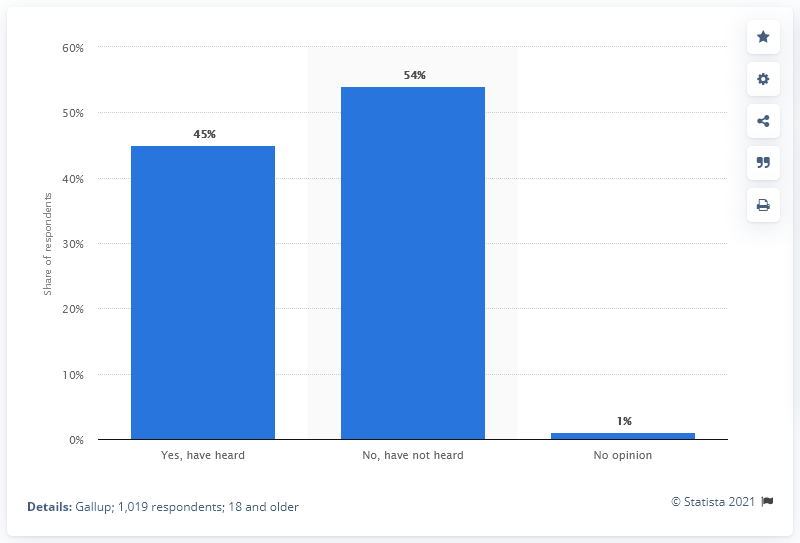 60%
50%
40%
30%
20%
10%
0%
Share of respondents
45%
54%
1%
Yes, have heard
No, have not heard
No opinion
Details: Gallup; 1,019 respondents; 18 and older
© Statista 2021